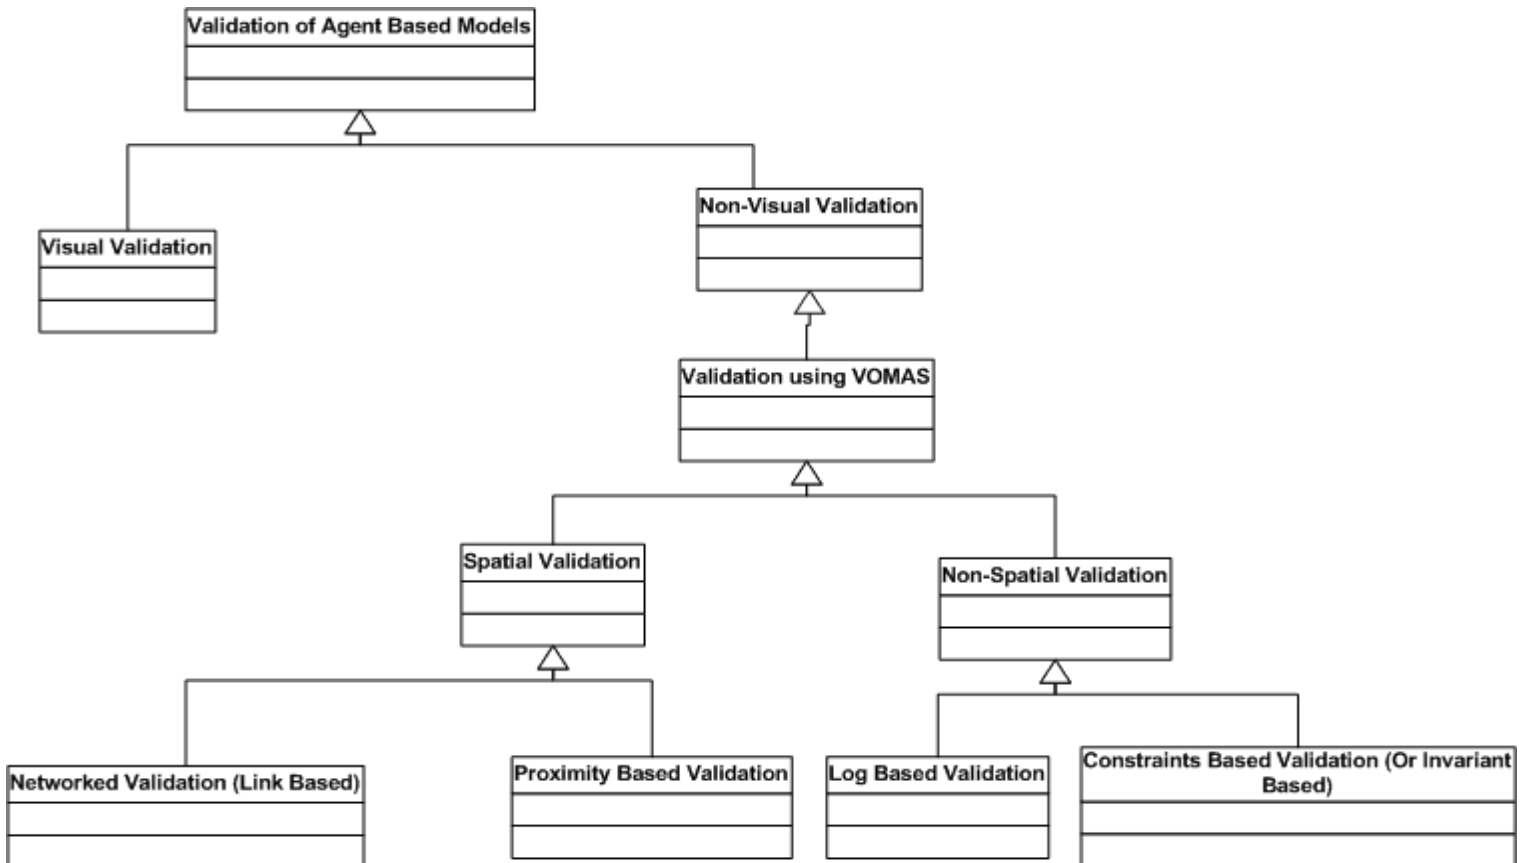 Validation of Agent Based Models
Non-Visual Validation
Visual Validation
Validation using VOMAS
Spatial Validation
Non-Spatial Validation
Networked Validation (Link Based)
Proximity Based Validation
Log Based Validation
Constraints Based Validation (Or Invariant
Based)